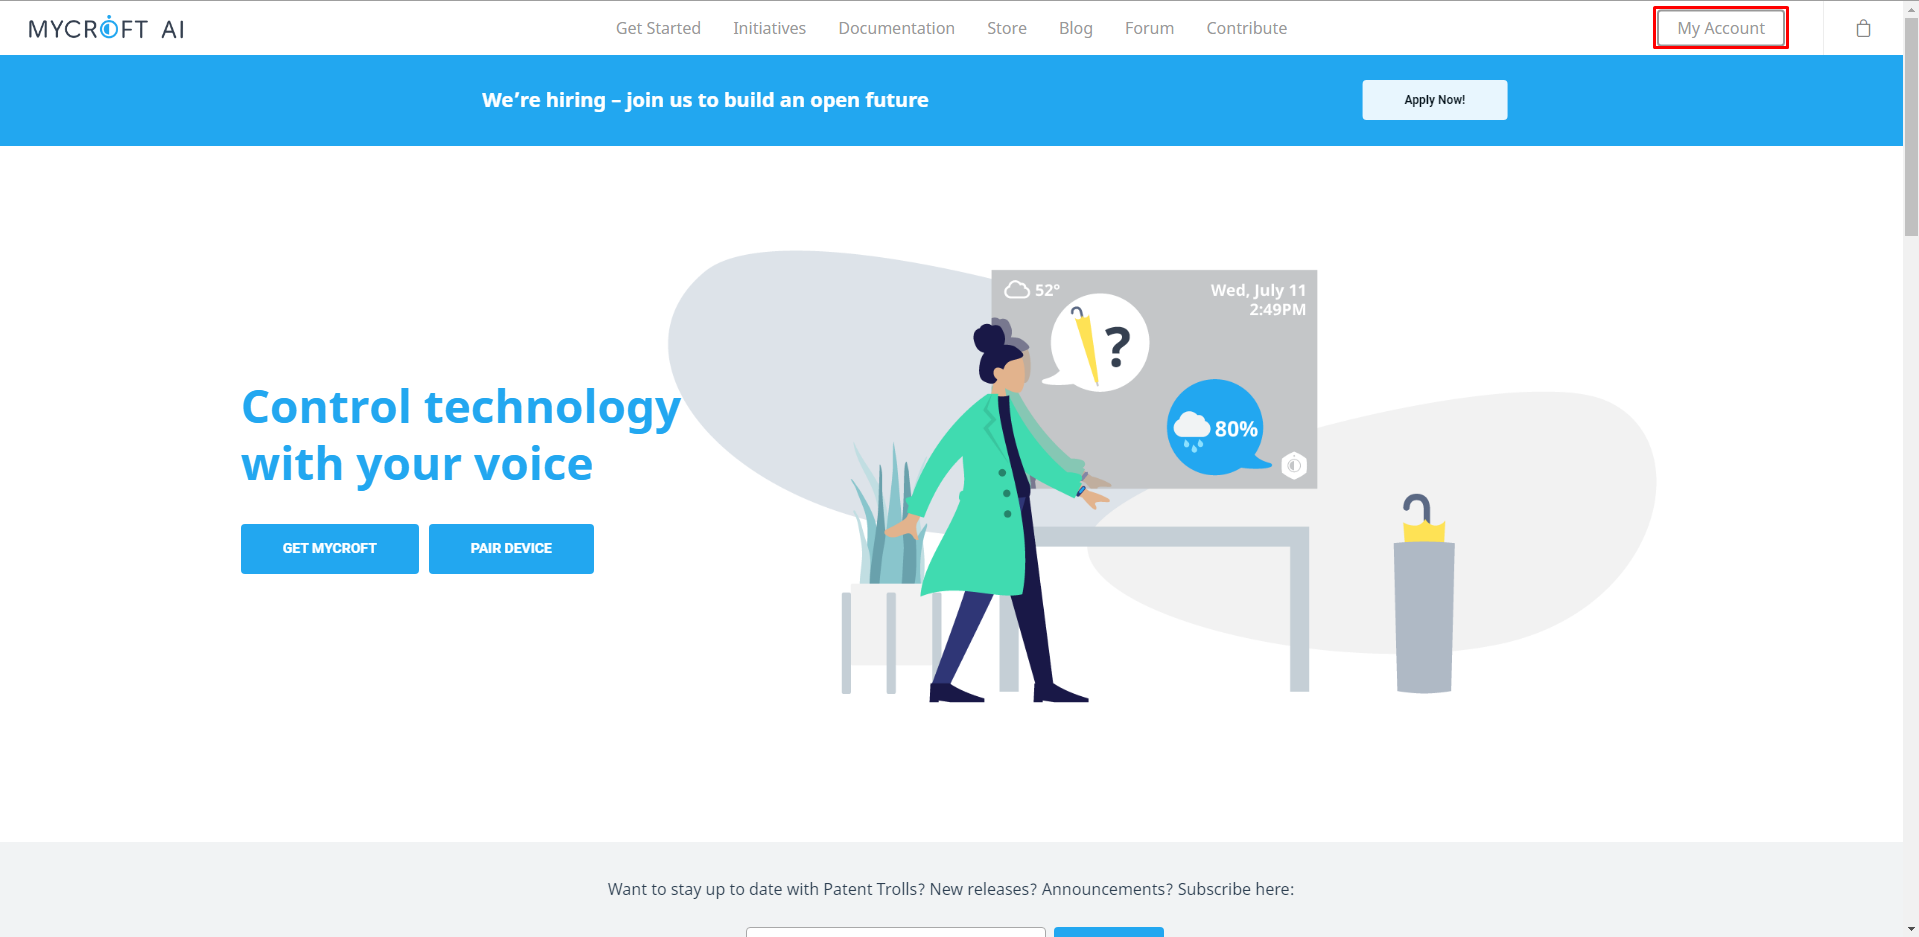 MYCROFT AI
Get Started
Initiatives
Documentation
Store
Blog
Forum
Contribute
My Account
We're hiring – join us to build an open future
Apply Now!
52°
Wed, July 11
2:49PM
?
80%
Control technology
with your voice
GET MYCROFT
PAIR DEVICE
Want to stay up to date with Patent Trolls? New releases? Announcements? Subscribe here: